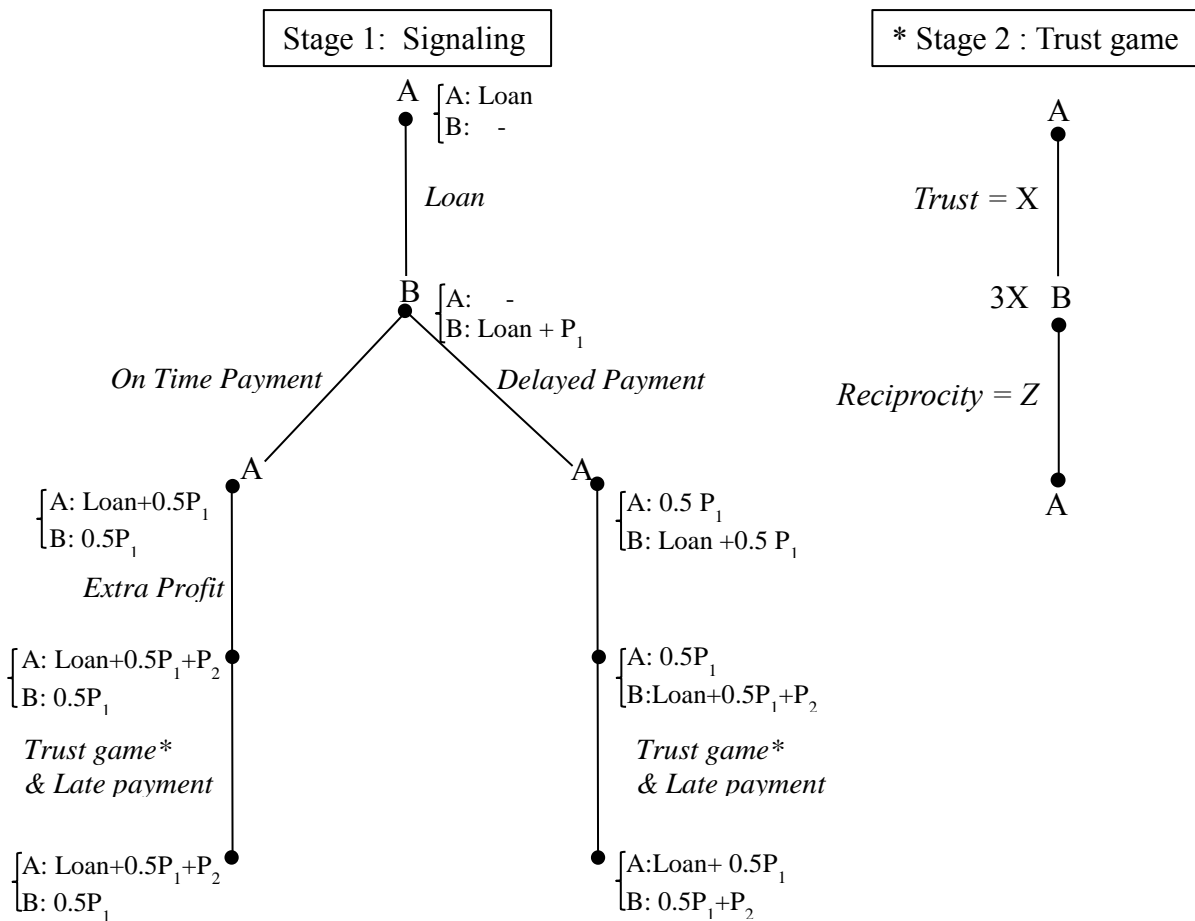 Stage 1: Signaling
* Stage 2 : Trust game
A
A: Loan
B: -
Loan
B
A: -
B: Loan + P₁
On Time Payment
Delayed Payment
A
A: Loan+0.5P₁
B: 0.5P₁
A
A: 0.5 P₁
B: Loan +0.5 P₁
Extra Profit
A: Loan+0.5P₁+P₂
B: 0.5P₁
A: 0.5P₁
B:Loan+0.5P₁+P₂
Trust game*
& Late payment
Trust game*
& Late payment
A: Loan+0.5P₁+P₂
B: 0.5P₁
A:Loan+ 0.5P₁
B: 0.5P₁+P₂
A
Trust = X
3X B
Reciprocity = Z
A